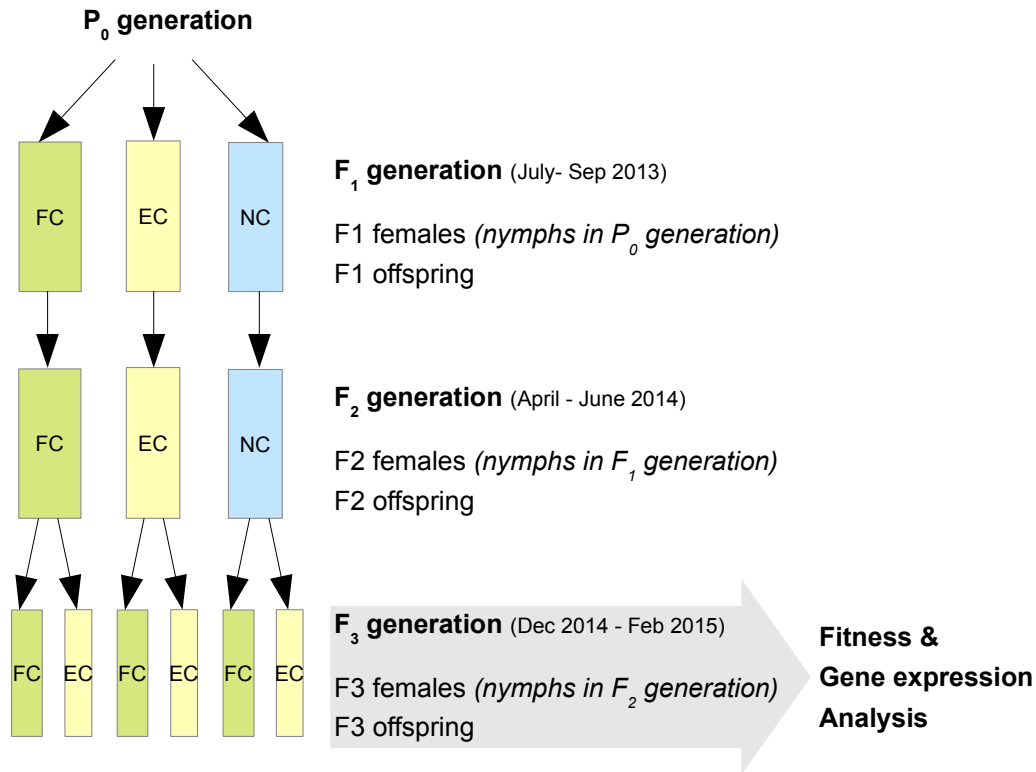 P0 generation
FC EC NC
F1 generation (July- Sep 2013)
F1 females (nymphs in P0 generation)
F1 offspring
FC EC NC
F2 generation (April - June 2014)
F2 females (nymphs in F1 generation)
F2 offspring
FC EC FC EC FC EC
F3 generation (Dec 2014 - Feb 2015)
F3 females (nymphs in F2 generation)
F3 offspring
Fitness &
Gene expression
Analysis